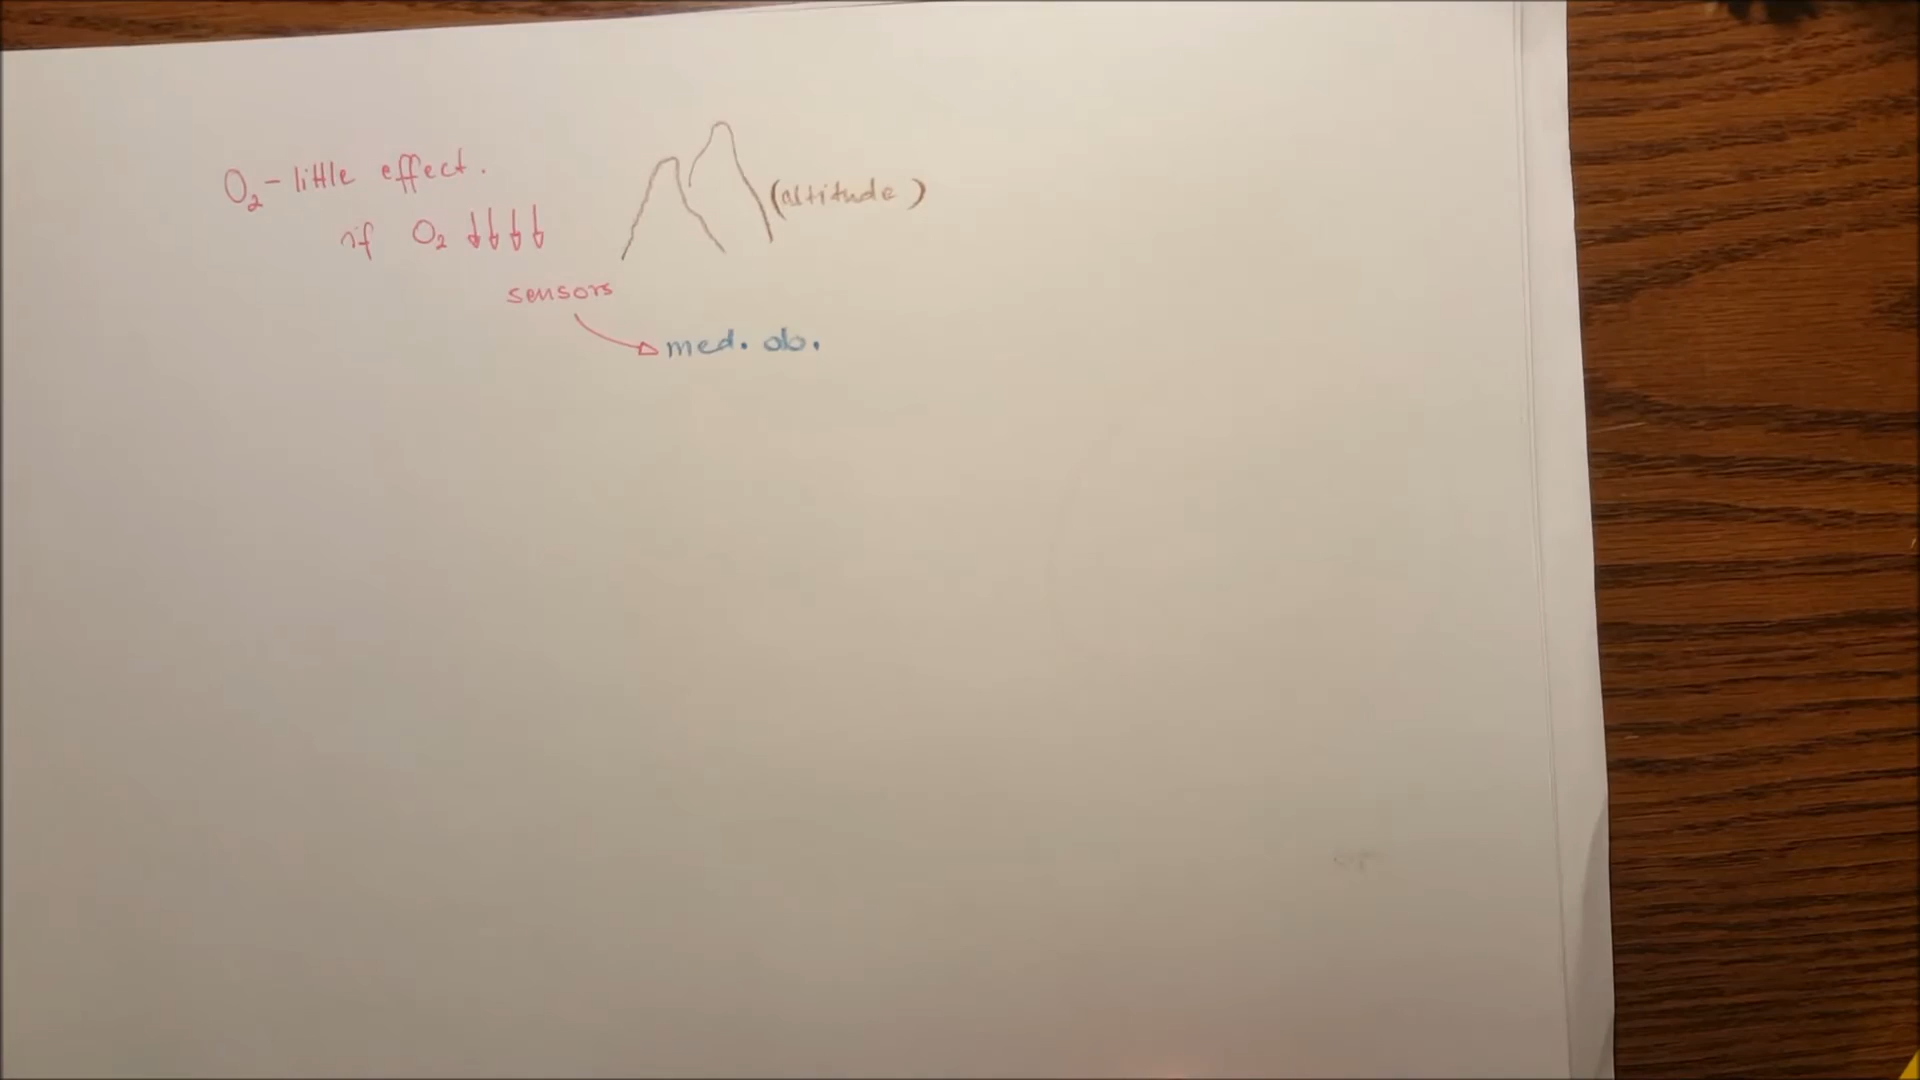 O₂ - little effect.
if O₂ ↓↓↓↓
(altitude)
sensors
med. ob.